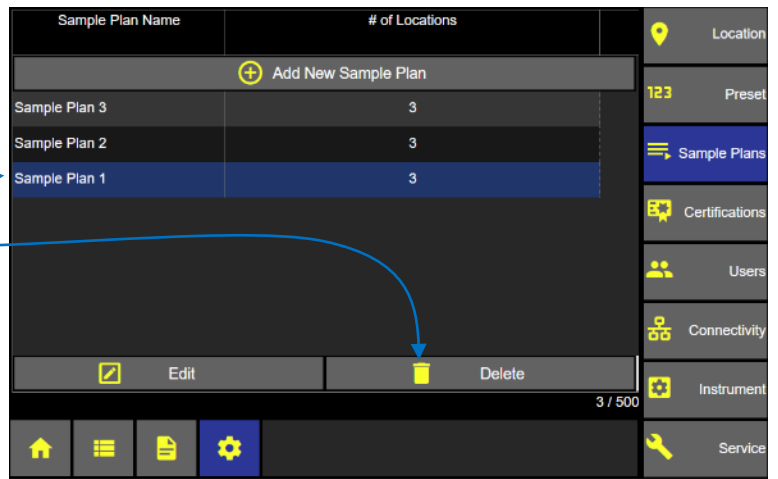 Sample Plan Name # of Locations
Add New Sample Plan
Sample Plan 3 3
Sample Plan 2 3
Sample Plan 1 3
Edit Delete
3 / 500
Location
123 Preset
Sample Plans
Certifications
Users
Connectivity
Instrument
Service